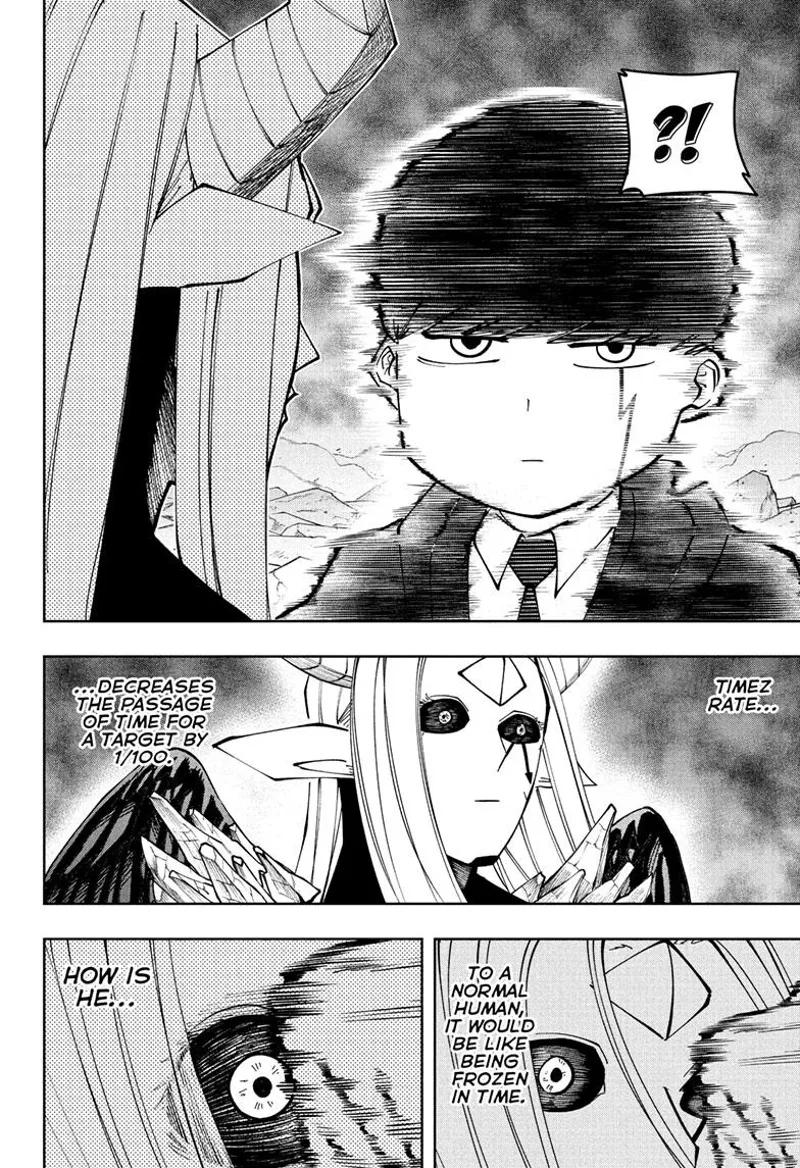 ?!
TIMEZ
RATE...
...DECREASES
THE PASSAGE
OF TIME FOR
A TARGET BY
1/100.
TO A
NORMAL
HUMAN,
IT WOULD
BE LIKE
BEING
FROZEN
IN TIME.
HOW IS
HE...